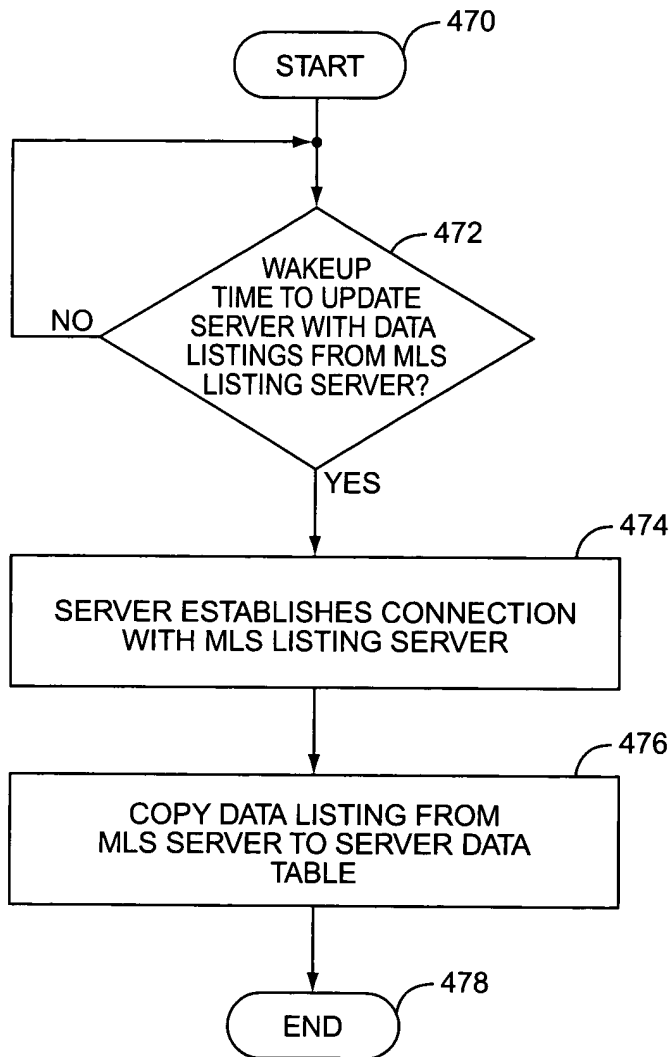 470
START
472
WAKEUP
TIME TO UPDATE
SERVER WITH DATA
LISTINGS FROM MLS
LISTING SERVER?
NO
YES
474
SERVER ESTABLISHES CONNECTION
WITH MLS LISTING SERVER
476
COPY DATA LISTING FROM
MLS SERVER TO SERVER DATA
TABLE
478
END